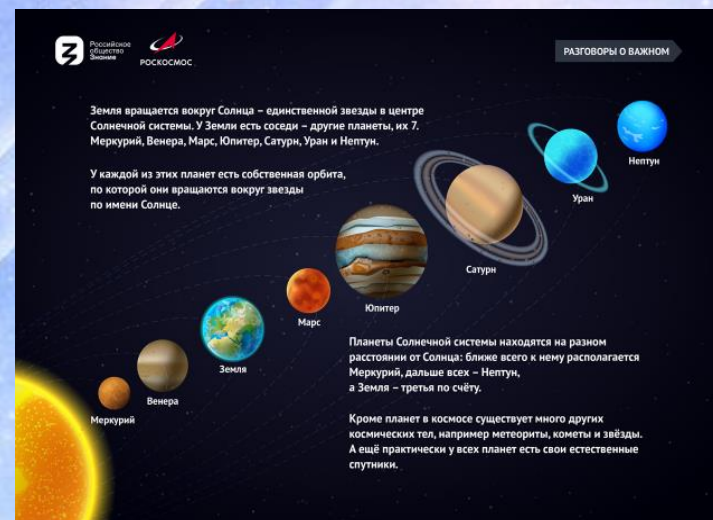 Российское
общество
Знание
РОСКОСМОС
РАЗГОВОРЫ О ВАЖНОМ
Земля вращается вокруг Солнца – единственной звезды в центре
Солнечной системы. У Земли есть соседи – другие планеты, их 7.
Меркурий, Венера, Марс, Юпитер, Сатурн, Уран и Нептун.
У каждой из этих планет есть собственная орбита,
по которой они вращаются вокруг звезды
по имени Солнце.
Нептун
Уран
Сатурн
Юпитер
Марс
Земля
Венера
Меркурий
Планеты Солнечной системы находятся на разном
расстоянии от Солнца: ближе всего к нему располагается
Меркурий, дальше всех – Нептун,
а Земля – третья по счёту.
Кроме планет в космосе существует много других
космических тел, например метеориты, кометы и звёзды.
А ещё практически у всех планет есть свои естественные
спутники.